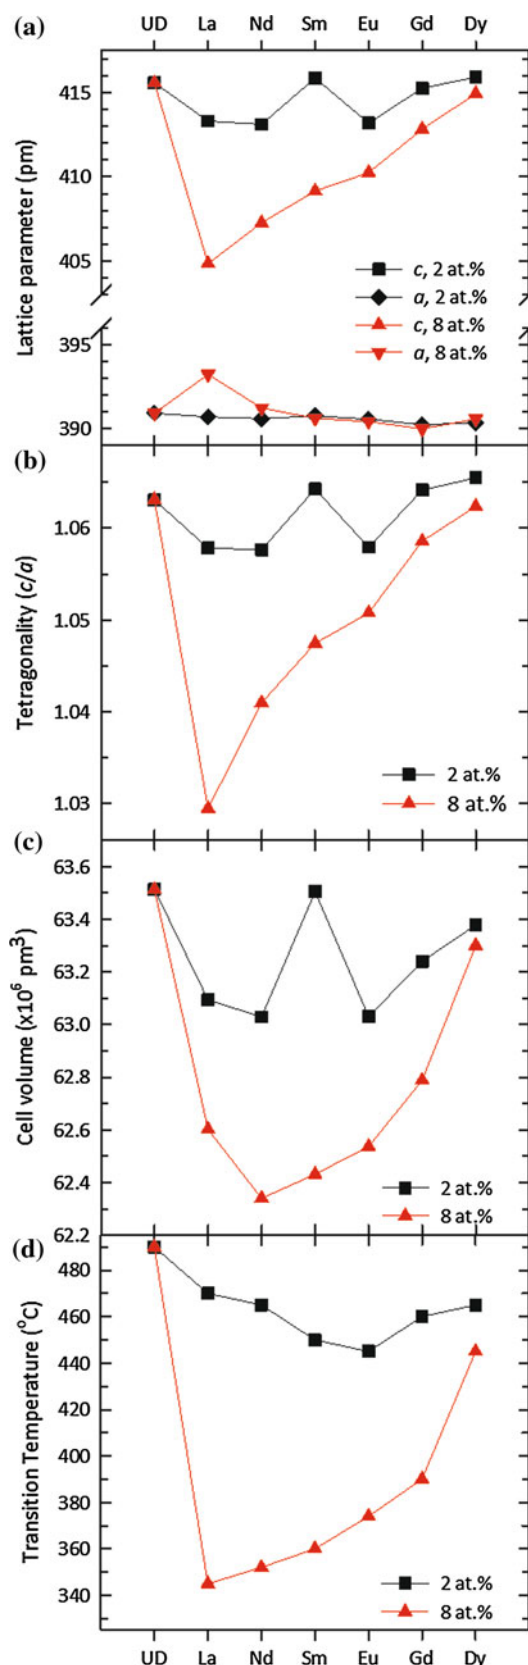 (a)
UD La Nd Sm Eu Gd Dy
Lattice parameter (pm)
415
410
405
395
390
c, 2 at.%
a, 2 at.%
c, 8 at.%
a, 8 at.%
(b)
Tetragonality (c/a)
1.06
1.05
1.04
1.03
2 at.%
8 at.%
(c)
Cell volume (x10⁶ pm³)
63.6
63.4
63.2
63.0
62.8
62.6
62.4
62.2
2 at.%
8 at.%
(d)
Transition Temperature (°C)
480
460
440
420
400
380
360
340
2 at.%
8 at.%
UD La Nd Sm Eu Gd Dy